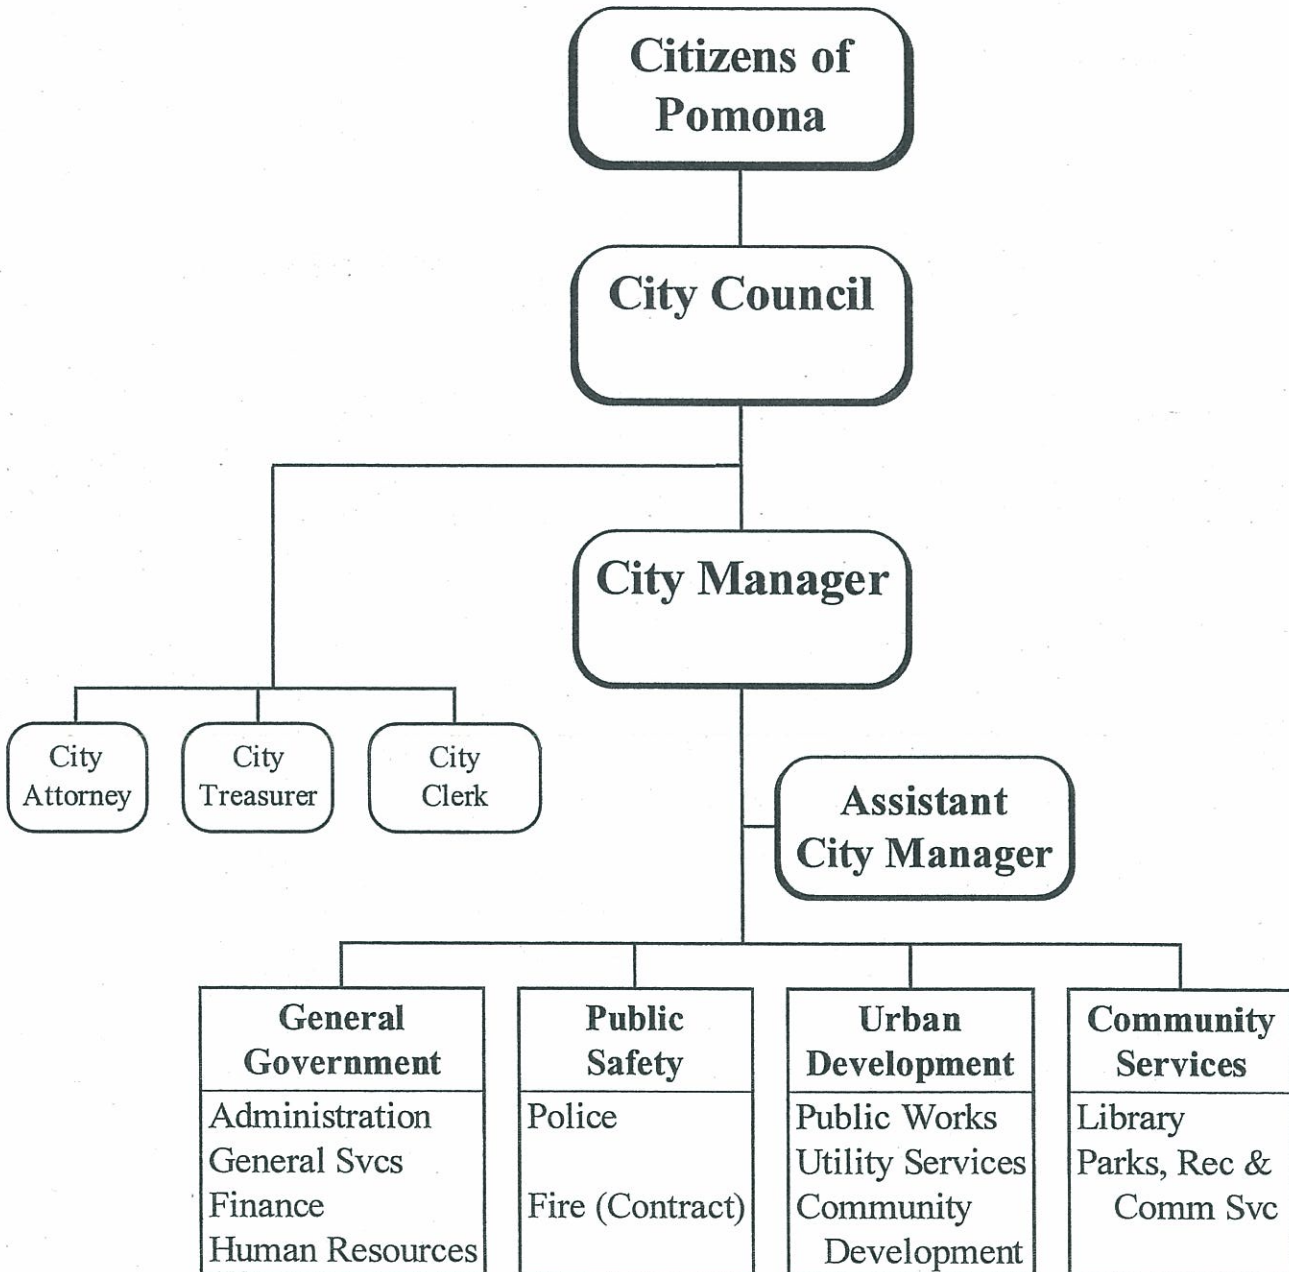 Citizens of
Pomona
City Council
City Manager
City
Attorney
City
Treasurer
City
Clerk
Assistant
City Manager
General
Government
Administration
General Svcs
Finance
Human Resources
Public
Safety
Police
Fire (Contract)
Urban
Development
Public Works
Utility Services
Community
Development
Community
Services
Library
Parks, Rec &
Comm Svc